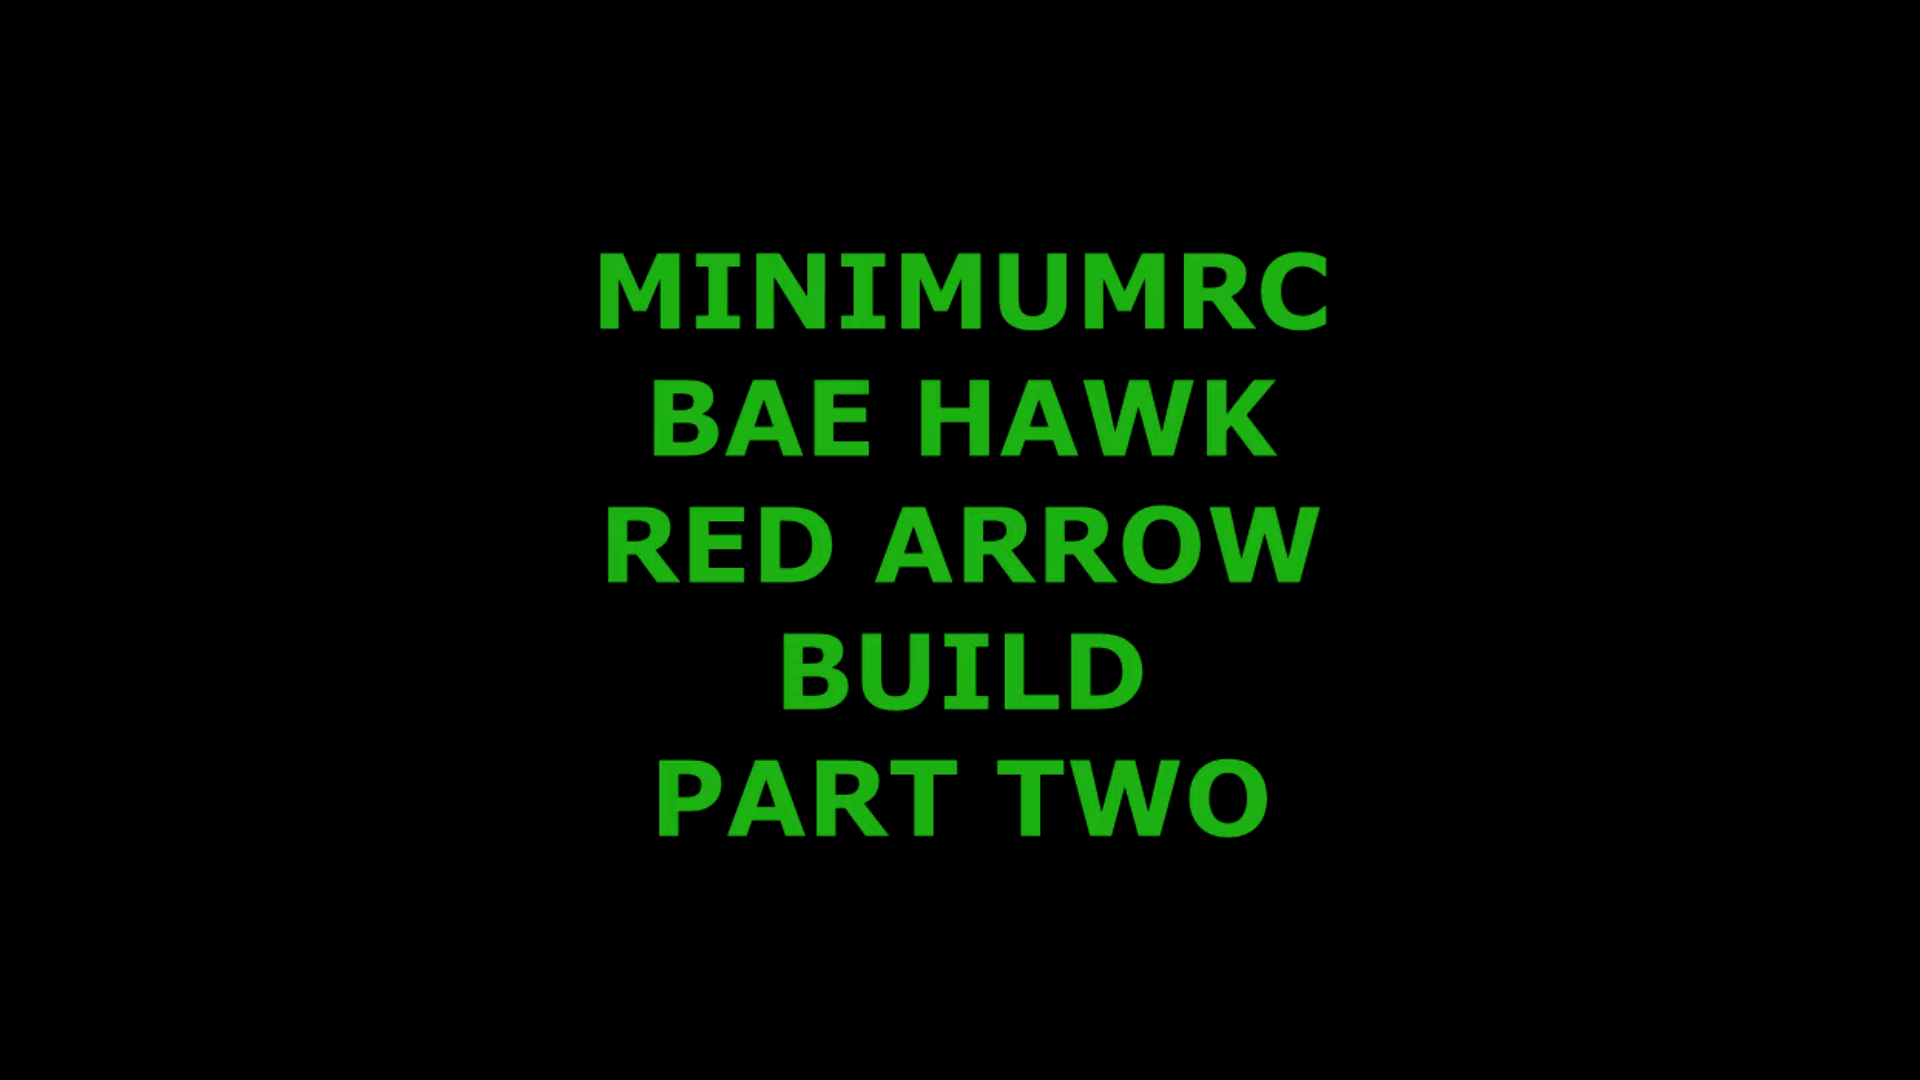 MINIMUMRC
BAE HAWK
RED ARROW
BUILD
PART TWO